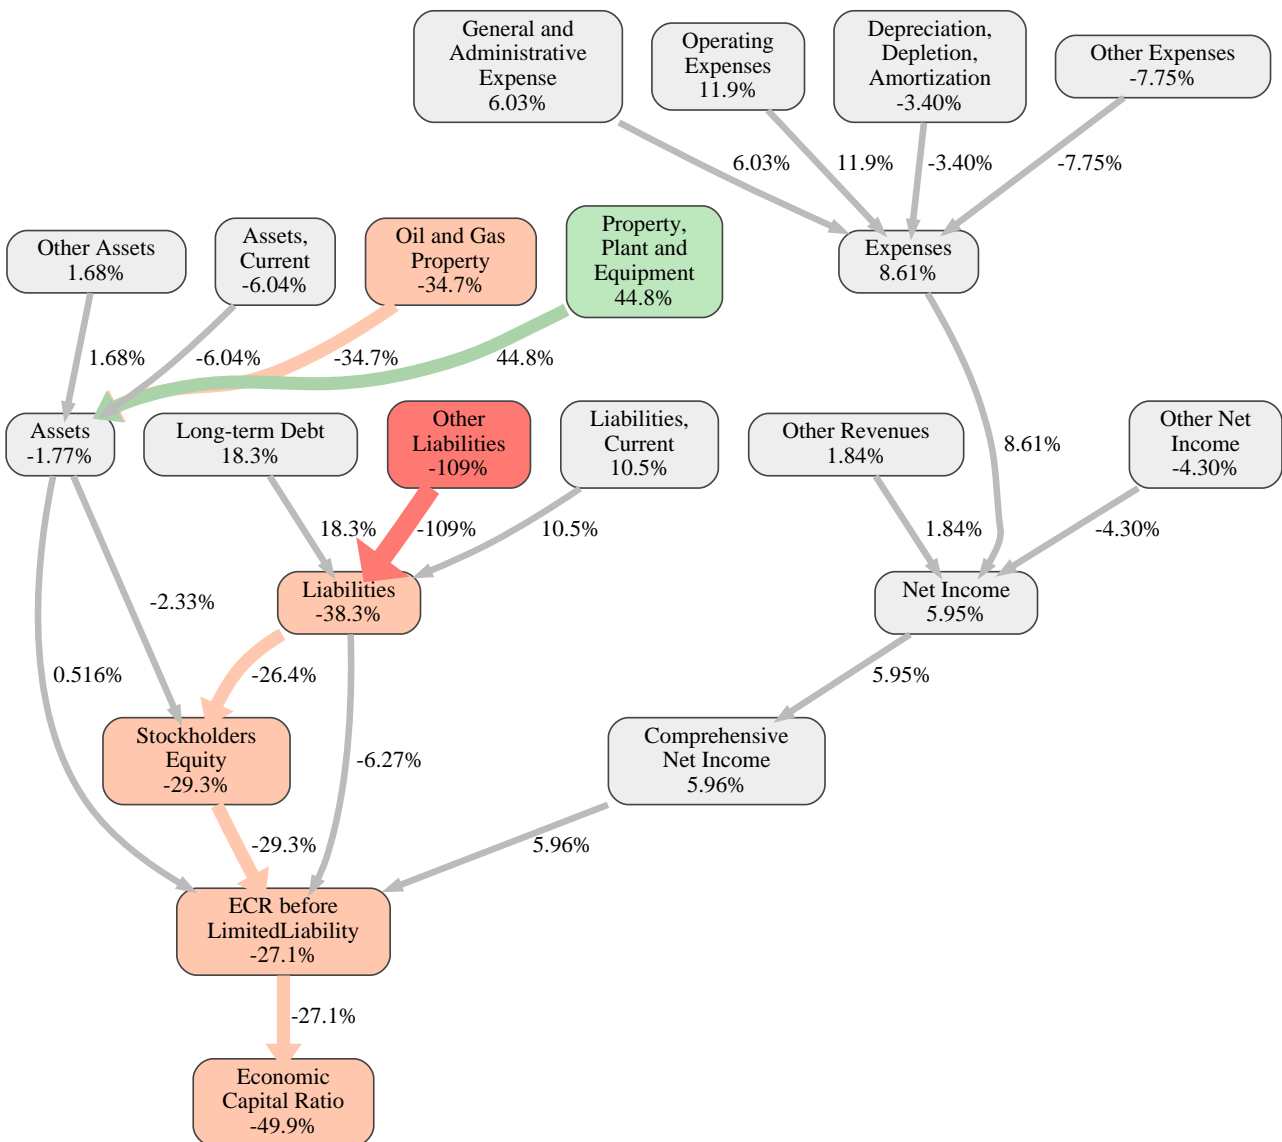 General and
Administrative
Expense
6.03%
Operating
Expenses
11.9%
Depreciation,
Depletion,
Amortization
-3.40%
Other Expenses
-7.75%
6.03%
11.9%
-3.40%
-7.75%
Other Assets
1.68%
Assets,
Current
-6.04%
Oil and Gas
Property
-34.7%
Property,
Plant and
Equipment
44.8%
Expenses
8.61%
1.68%
-6.04%
-34.7%
44.8%
Assets
-1.77%
Long-term Debt
18.3%
Other
Liabilities
-109%
Liabilities,
Current
10.5%
Other Revenues
1.84%
8.61%
Other Net
Income
-4.30%
18.3%
-109%
10.5%
1.84%
-4.30%
-2.33%
Liabilities
-38.3%
Net Income
5.95%
0.516%
-26.4%
5.95%
Stockholders
Equity
-29.3%
-6.27%
Comprehensive
Net Income
5.96%
-29.3%
5.96%
ECR before
LimitedLiability
-27.1%
-27.1%
Economic
Capital Ratio
-49.9%